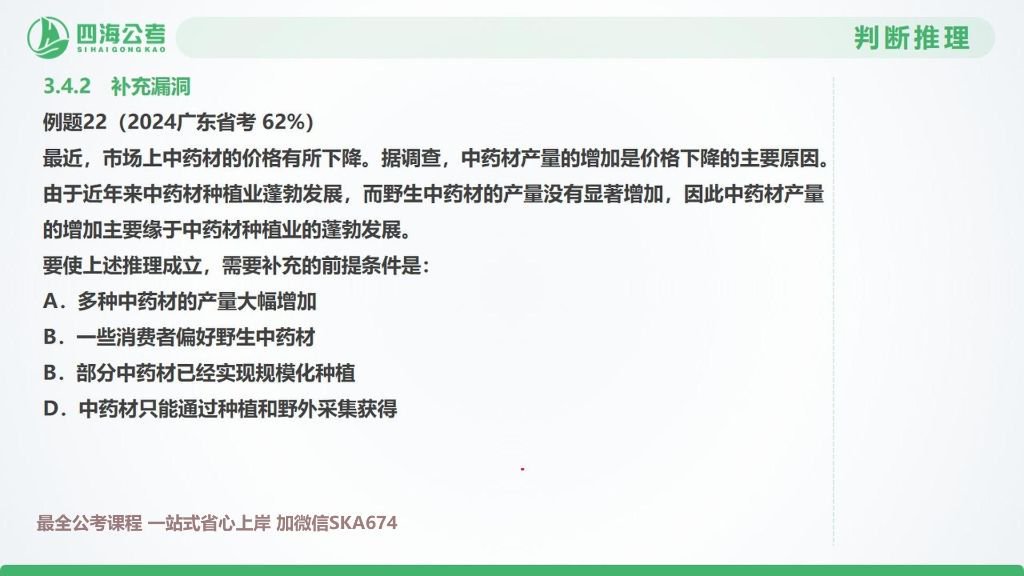 四海公考
SIHAIGONGKAO
判断推理
3.4.2 补充漏洞
例题22（2024广东省考 62%）
最近，市场上中药材的价格有所下降。据调查，中药材产量的增加是价格下降的主要原因。
由于近年来中药材种植业蓬勃发展，而野生中药材的产量没有显著增加，因此中药材产量
的增加主要缘于中药材种植业的蓬勃发展。
要使上述推理成立，需要补充的前提条件是：
A．多种中药材的产量大幅增加
B．一些消费者偏好野生中药材
B．部分中药材已经实现规模化种植
D．中药材只能通过种植和野外采集获得
最全公考课程 一站式省心上岸 加微信SKA674